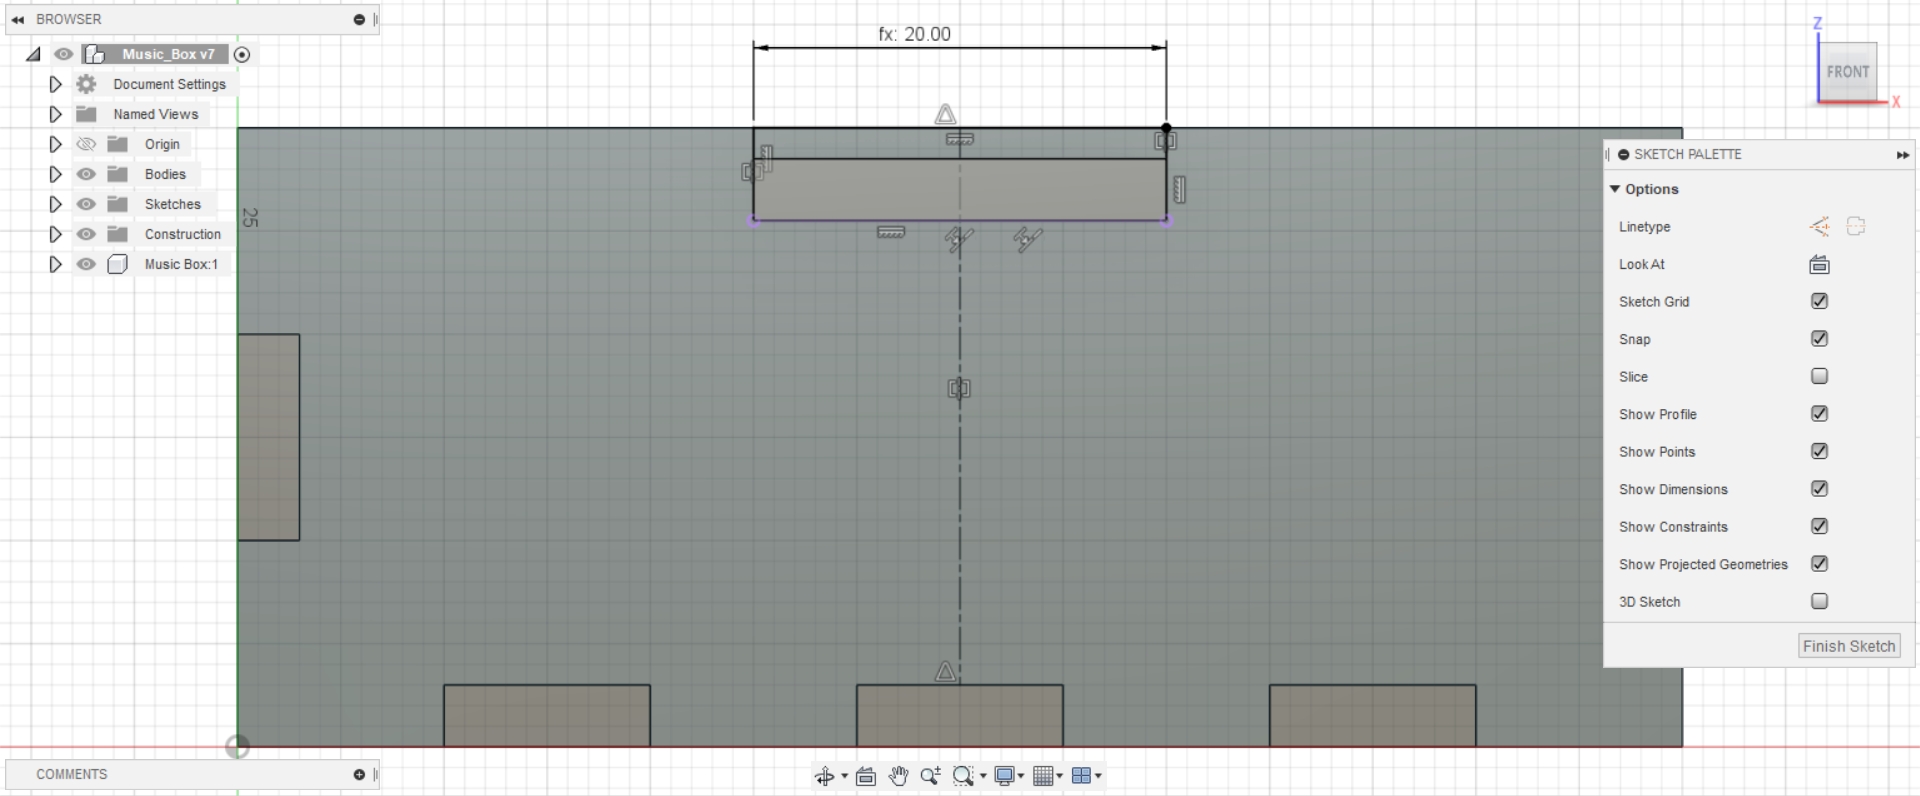 BROWSER
Music_Box v7
Document Settings
Named Views
Origin
Bodies
Sketches
Construction
Music Box:1
fx: 20.00
25
Z
FRONT
X
SKETCH PALETTE
Options
Linetype
Look At
Sketch Grid
Snap
Slice
Show Profile
Show Points
Show Dimensions
Show Constraints
Show Projected Geometries
3D Sketch
Finish Sketch
COMMENTS